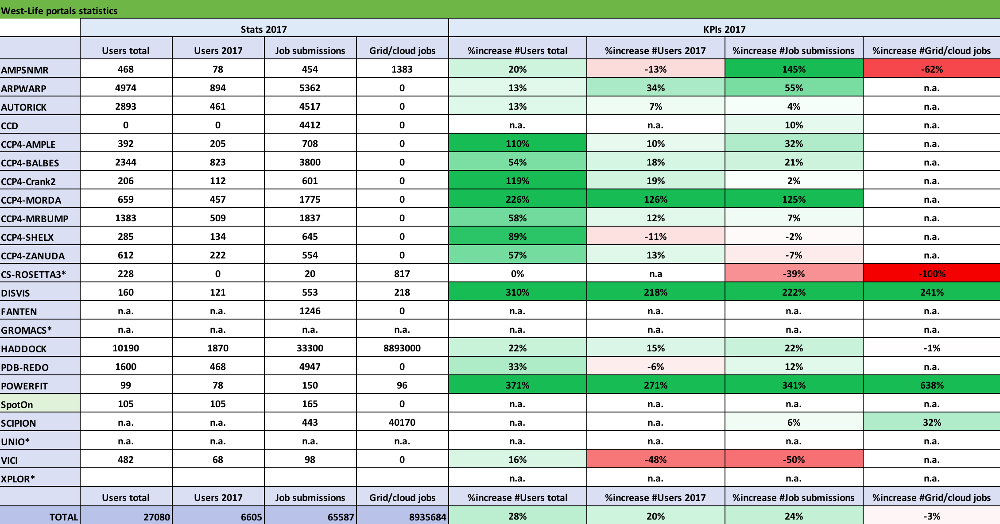 West-Life portals statistics
Stats 2017 KPIs 2017
Users total Users 2017 Job submissions Grid/cloud jobs %increase #Users total %increase #Users 2017 %increase #Job submissions %increase #Grid/cloud jobs
AMPSNMR 468 78 454 1383 20% -13% 145% -62%
ARPWARP 4974 894 5362 0 13% 34% 55% n.a.
AUTORICK 2893 461 4517 0 13% 7% 4% n.a.
CCD 0 0 4412 0 n.a. n.a. 10% n.a.
CCP4-AMPLE 392 205 708 0 110% 10% 32% n.a.
CCP4-BALBES 2344 823 3800 0 54% 18% 21% n.a.
CCP4-Crank2 206 112 601 0 119% 19% 2% n.a.
CCP4-MORDA 659 457 1775 0 226% 126% 125% n.a.
CCP4-MRBUMP 1383 509 1837 0 58% 12% 7% n.a.
CCP4-SHELX 285 134 645 0 89% -11% -2% n.a.
CCP4-ZANUDA 612 222 554 0 57% 13% -7% n.a.
CS-ROSETTA3* 228 0 20 817 0% n.a -39% -100%
DISVIS 160 121 553 218 310% 218% 222% 241%
FANTEN n.a. n.a. 1246 0 n.a. n.a. n.a. n.a.
GROMACS* n.a. n.a. n.a. n.a. n.a. n.a. n.a. n.a.
HADDOCK 10190 1870 33300 8893000 22% 15% 22% -1%
PDB-REDO 1600 468 4947 0 33% -6% 12% n.a.
POWERFIT 99 78 150 96 371% 271% 341% 638%
SpotOn 105 105 165 0 n.a. n.a. n.a. n.a.
SCIPION n.a. n.a. 443 40170 n.a. n.a. 6% 32%
UNIO* n.a. n.a. n.a. n.a. n.a. n.a. n.a. n.a.
VICI 482 68 98 0 16% -48% -50% n.a.
XPLOR* n.a. n.a. n.a. n.a.
Users total Users 2017 Job submissions Grid/cloud jobs %increase #Users total %increase #Users 2017 %increase #Job submissions %increase #Grid/cloud jobs
TOTAL 27080 6605 65587 8935684 28% 20% 24% -3%